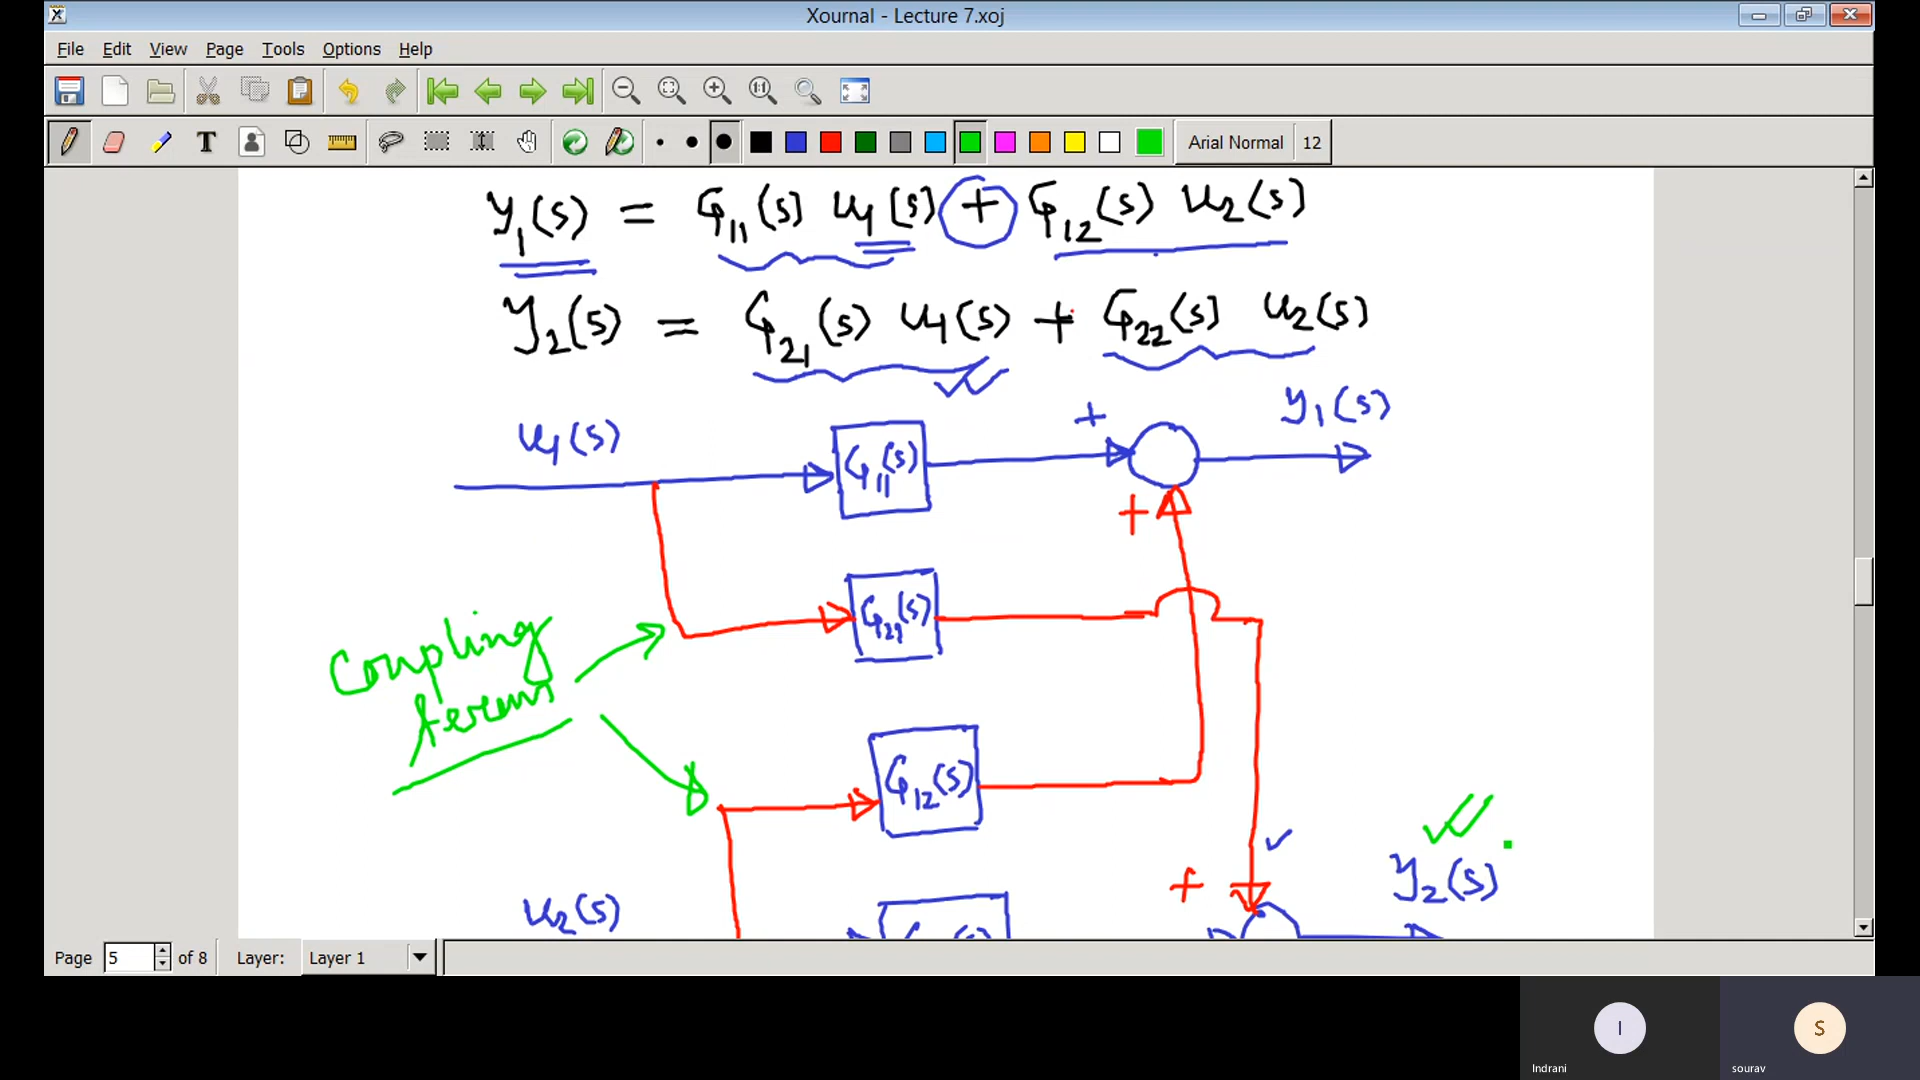 Xournal - Lecture 7.xoj
File Edit View Page Tools Options Help
Arial Normal 12
y₁(s) = G₁₁(s) u₁(s) + G₁₂(s) u₂(s)
y₂(s) = G₂₁(s) u₁(s) + G₂₂(s) u₂(s)
u₁(s)
G₁₁(s)
+
y₁(s)
+
G₂₁(s)
Coupling
terms
G₁₂(s)
+
y₂(s)
u₂(s)
Page 5 of 8 Layer: Layer 1
I
Indrani
S
sourav